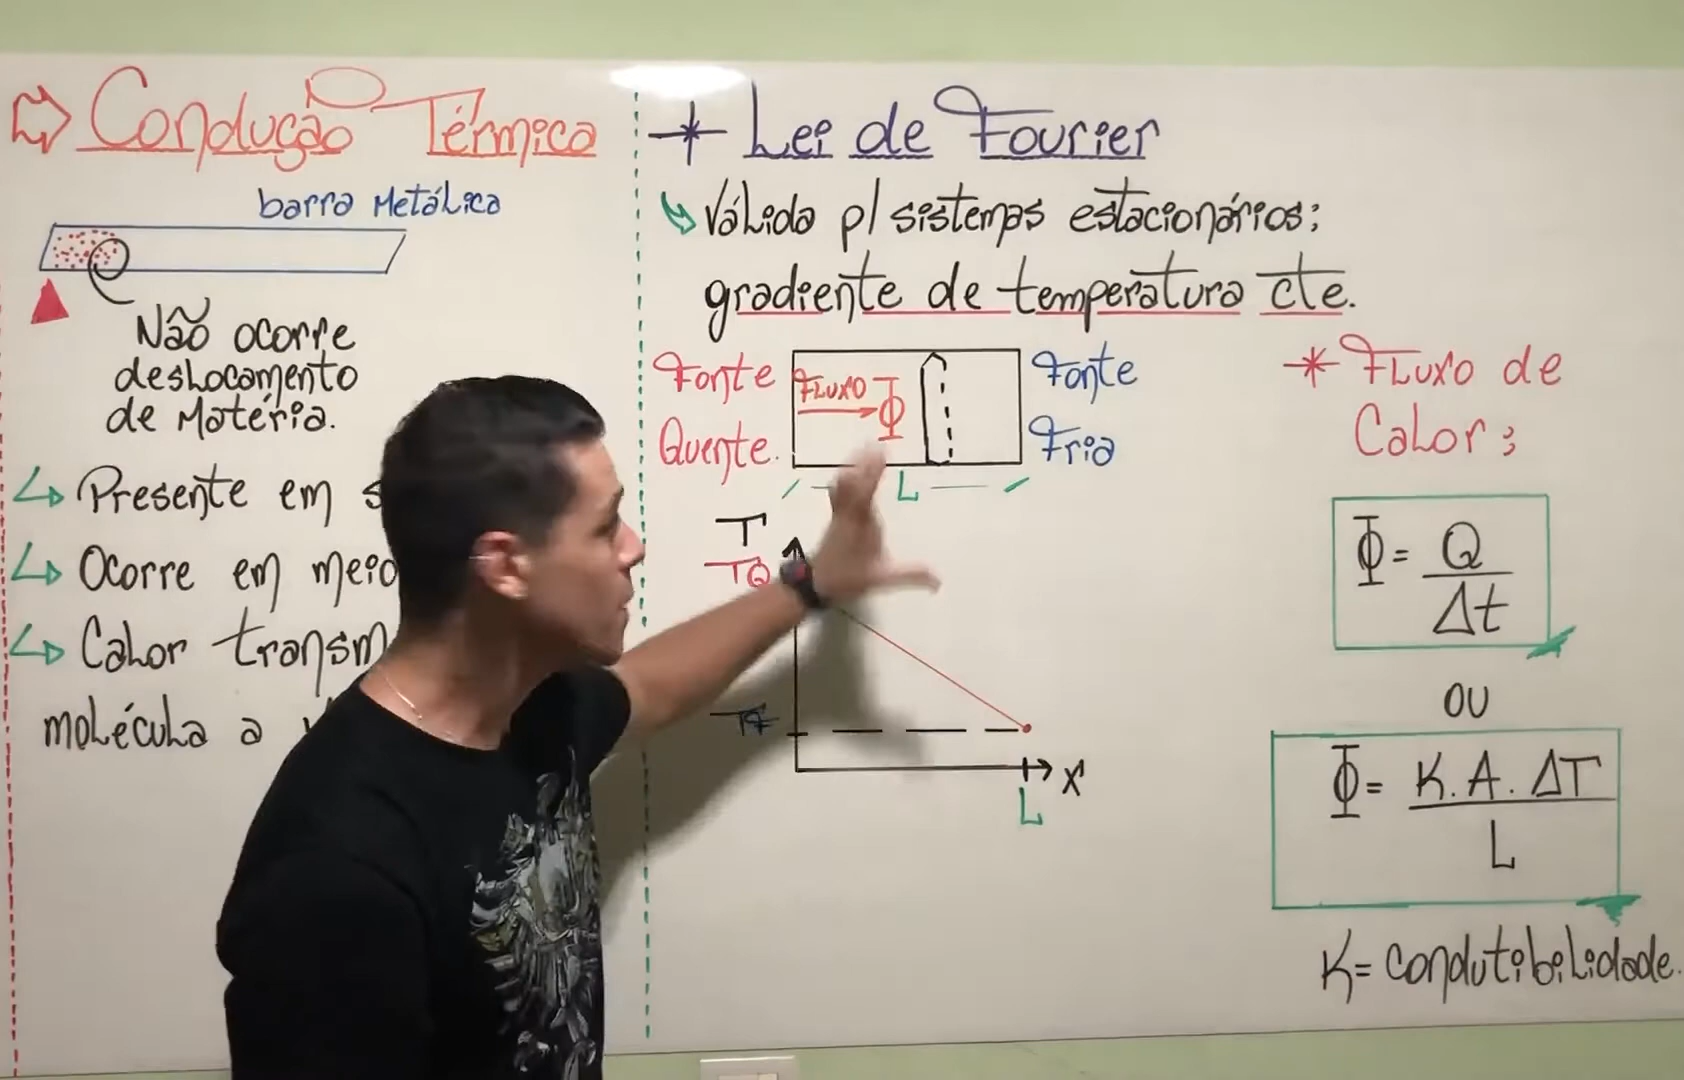 Condução Térmica
barra Metálica
Não ocorre
deslocamento
de Matéria.
Presente em
Ocorre em
Calor
molécula a
* Lei de Fourier
Válida p/ sistemas estacionários:
gradiente de temperatura cte.
Fonte
Quente.
FLUXO Φ
Fonte
Fria
L
T
TQ
TF
X
L
* Fluxo de
Calor:
Φ = Q
Δt
OU
Φ = K. A. ΔT
L
K = condutibilidade.